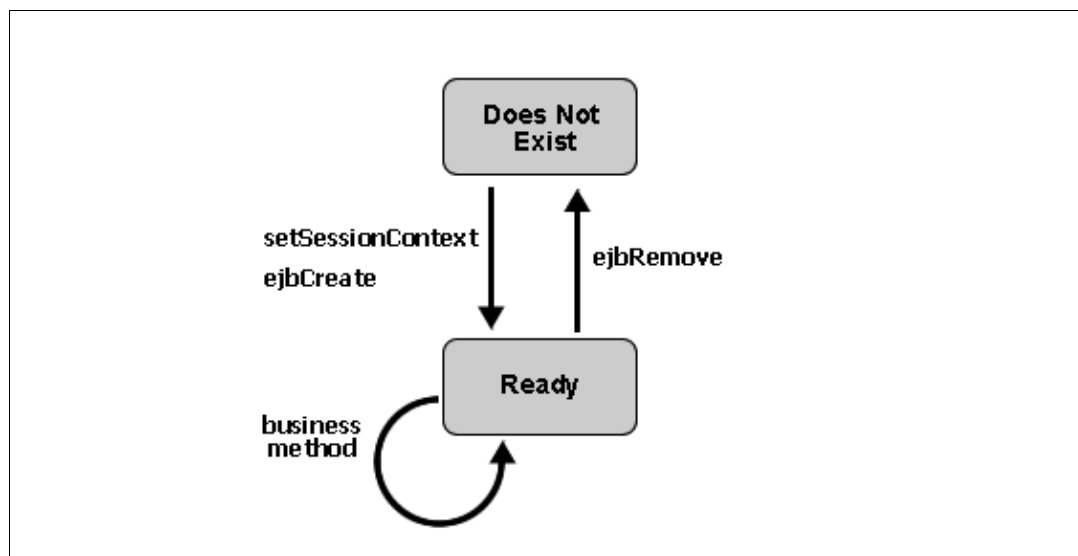 Does Not
Exist
setSessionContext
ejbCreate
ejbRemove
Ready
business
method